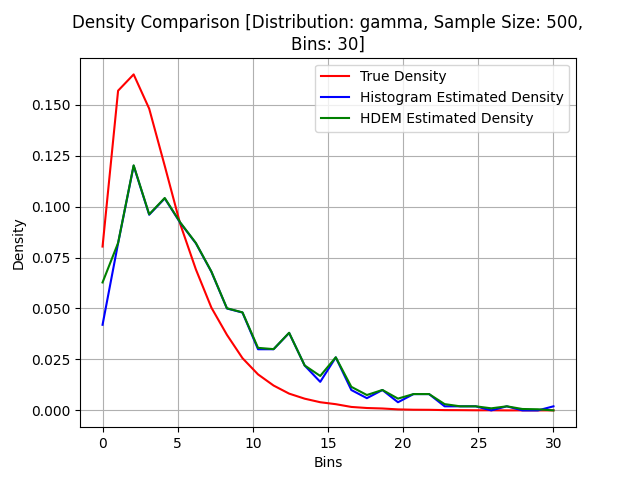 Density Comparison [Distribution: gamma, Sample Size: 500,
Bins: 30]
True Density
Histogram Estimated Density
HDEM Estimated Density
Density
0.150
0.125
0.100
0.075
0.050
0.025
0.000
0 5 10 15 20 25 30
Bins